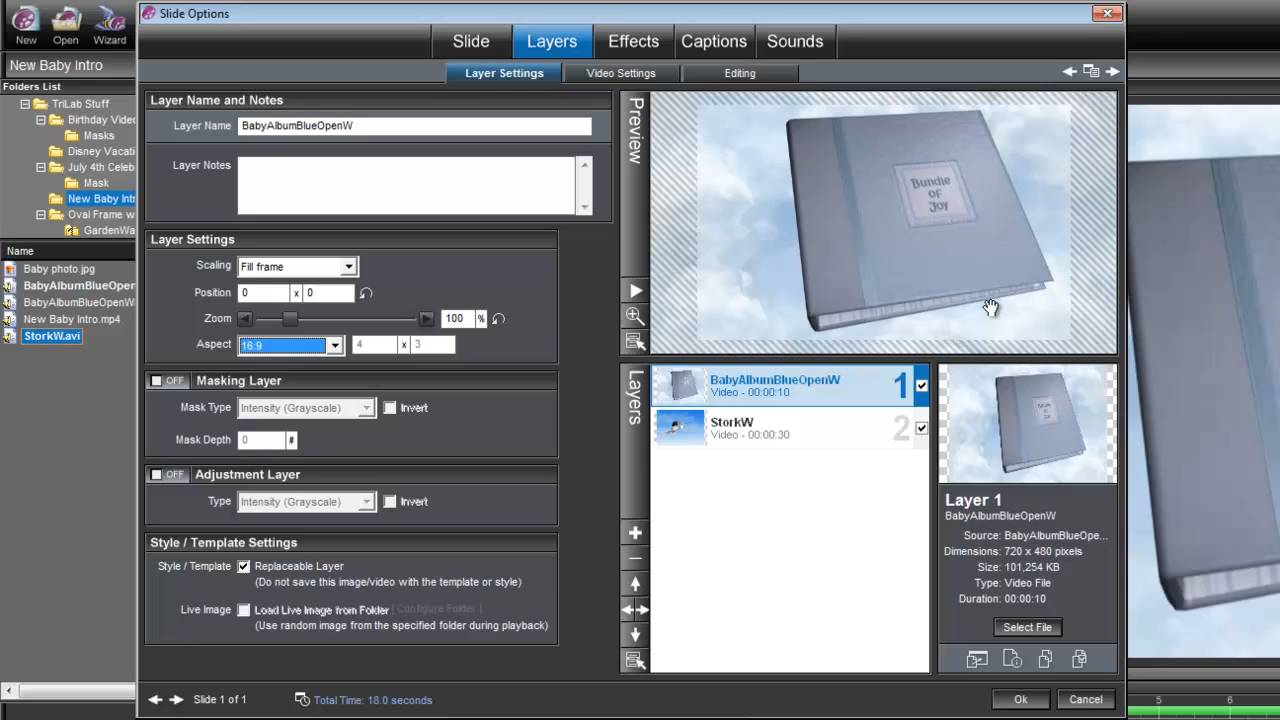 Slide Options
New Open Wizard
New Baby Intro
Folders List
TriLab Stuff
Birthday Video
Masks
Disney Vacati
July 4th Celeb
Mask
New Baby Intr
Oval Frame w
GardenWa
Name
Baby photo.jpg
BabyAlbumBlueOpen
BabyAlbumBlueOpenW
New Baby Intro.mp4
StorkW.avi
Slide Layers Effects Captions Sounds
Layer Settings Video Settings Editing
Layer Name and Notes
Layer Name BabyAlbumBlueOpenW
Layer Notes
Layer Settings
Scaling Fill frame
Position 0 x 0
Zoom 100 %
Aspect 16:9 4 x 3
OFF Masking Layer
Mask Type Intensity (Grayscale) Invert
Mask Depth 0 #
OFF Adjustment Layer
Type Intensity (Grayscale) Invert
Style / Template Settings
Style / Template Replaceable Layer
(Do not save this image/video with the template or style)
Live Image Load Live Image from Folder [ Configure Folder ]
(Use random image from the specified folder during playback)
Slide 1 of 1 Total Time: 18.0 seconds
Preview
Bundle
of
Joy
Layers
BabyAlbumBlueOpenW 1
Video - 00:00:10
StorkW 2
Video - 00:00:30
Bundle
of
Joy
Layer 1
BabyAlbumBlueOpenW
Source: BabyAlbumBlueOpe...
Dimensions: 720 x 480 pixels
Size: 101,254 KB
Type: Video File
Duration: 00:00:10
Select File
Ok Cancel
5 6